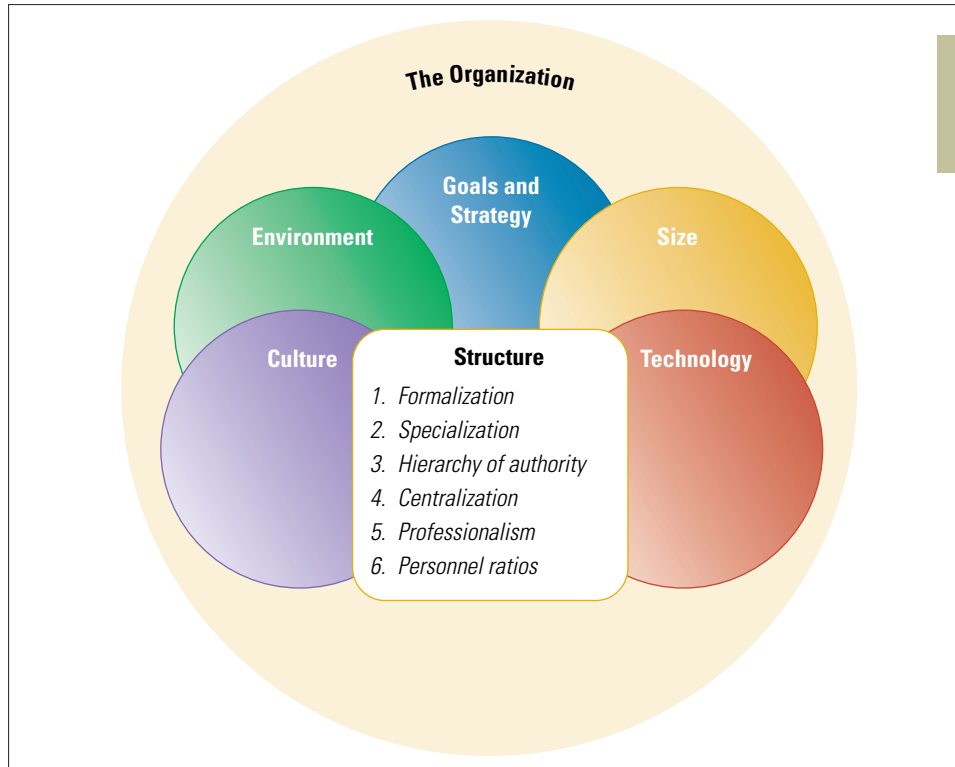 The Organization
Goals and
Strategy
Environment
Size
Culture
Structure
Technology
1. Formalization
2. Specialization
3. Hierarchy of authority
4. Centralization
5. Professionalism
6. Personnel ratios